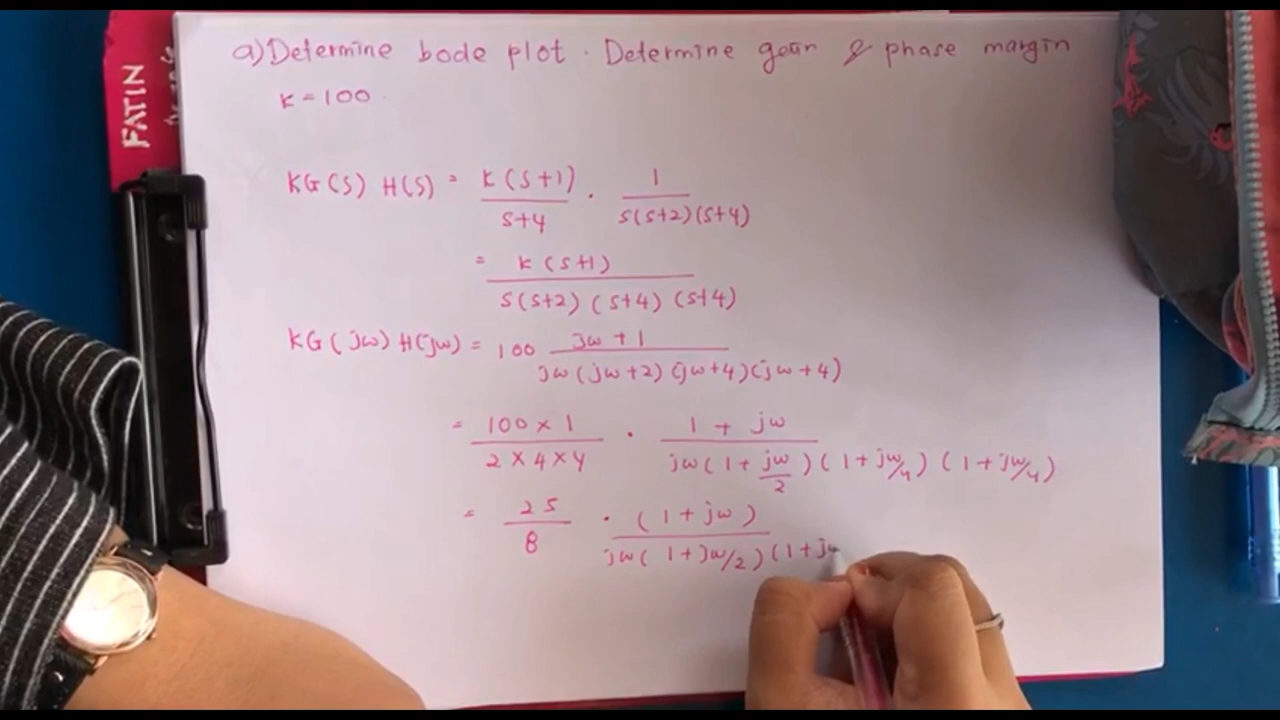 FATIN
a) Determine bode plot. Determine gain & phase margin
K = 100.
KG(s) H(s) = K(s+1)/s+4 . 1/s(s+2)(s+4)
= K(s+1)/s(s+2)(s+4)(s+4)
KG(jω) H(jω) = 100 jω + 1/jω(jω+2)(jω+4)(jω+4)
= 100 × 1/2 × 4 × 4 . 1 + jω/jω(1 + jω/2)(1 + jω/4)(1 + jω/4)
= 25/8 . (1 + jω)/jω(1 + jω/2)(1 + jω